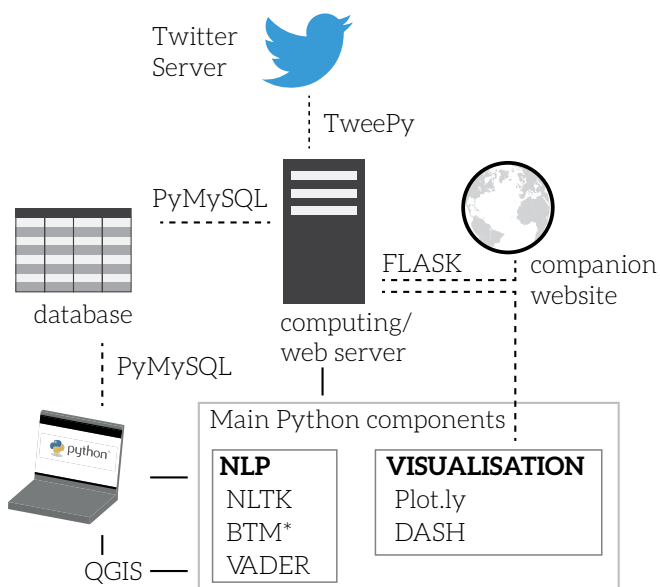 Twitter
Server
TweePy
PyMySQL
FLASK
companion
website
database
computing/
web server
PyMySQL
Main Python components
python
NLP
NLTK
BTM*
VADER
VISUALISATION
Plot.ly
DASH
QGIS